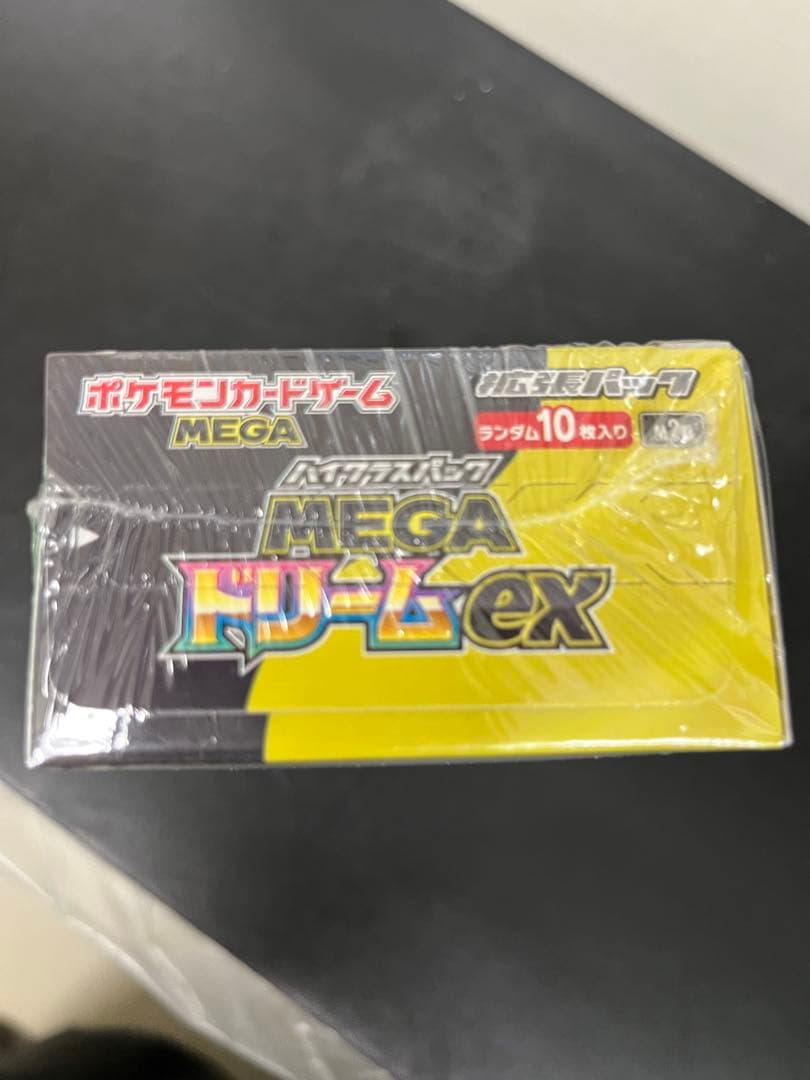 ポケモンカードゲーム
MEGA
拡張パック
ランダム10枚入り
ハイクラスパック
MEGA
ドリームex